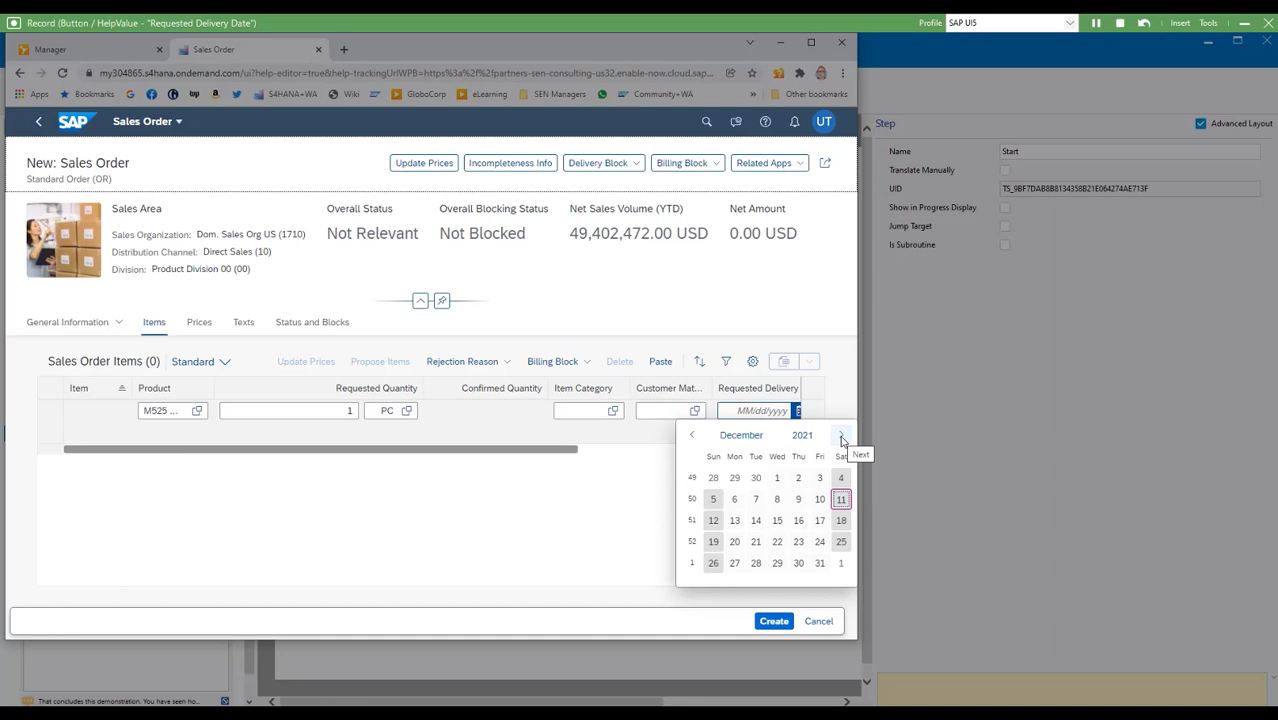 Record (Button / HelpValue - "Requested Delivery Date")
Profile SAP UI5
Insert Tools
Manager
Sales Order
my304865.s4hana.ondemand.com/ui?help-editor=true&help-trackingUrlWPB=https%3a%2f%2fpartners-sen-consulting-us32.enable-now.cloud.sap...
Apps Bookmarks S4HANA+WA Wiki GloboCorp eLearning SEN Managers Community+WA » Other bookmarks
SAP Sales Order UT
Step
Advanced Layout
Name Start
Translate Manually
UID TS_9BF7DAB8B8134358B21E064274AE713F
Show in Progress Display
Jump Target
Is Subroutine
New: Sales Order
Standard Order (OR)
Update Prices Incompleteness Info Delivery Block Billing Block Related Apps
Sales Area Overall Status Overall Blocking Status Net Sales Volume (YTD) Net Amount
Sales Organization: Dom. Sales Org US (1710) Not Relevant Not Blocked 49,402,472.00 USD 0.00 USD
Distribution Channel: Direct Sales (10)
Division: Product Division 00 (00)
General Information Items Prices Texts Status and Blocks
Sales Order Items (0) Standard Update Prices Propose Items Rejection Reason Billing Block Delete Paste
Item Product Requested Quantity Confirmed Quantity Item Category Customer Mat... Requested Delivery
M525 ... 1 PC MM/dd/yyyy
December 2021
Next
Sun Mon Tue Wed Thu Fri Sat
49 28 29 30 1 2 3 4
50 5 6 7 8 9 10 11
51 12 13 14 15 16 17 18
52 19 20 21 22 23 24 25
1 26 27 28 29 30 31 1
Create Cancel
That concludes this demonstration. You have seen ho...